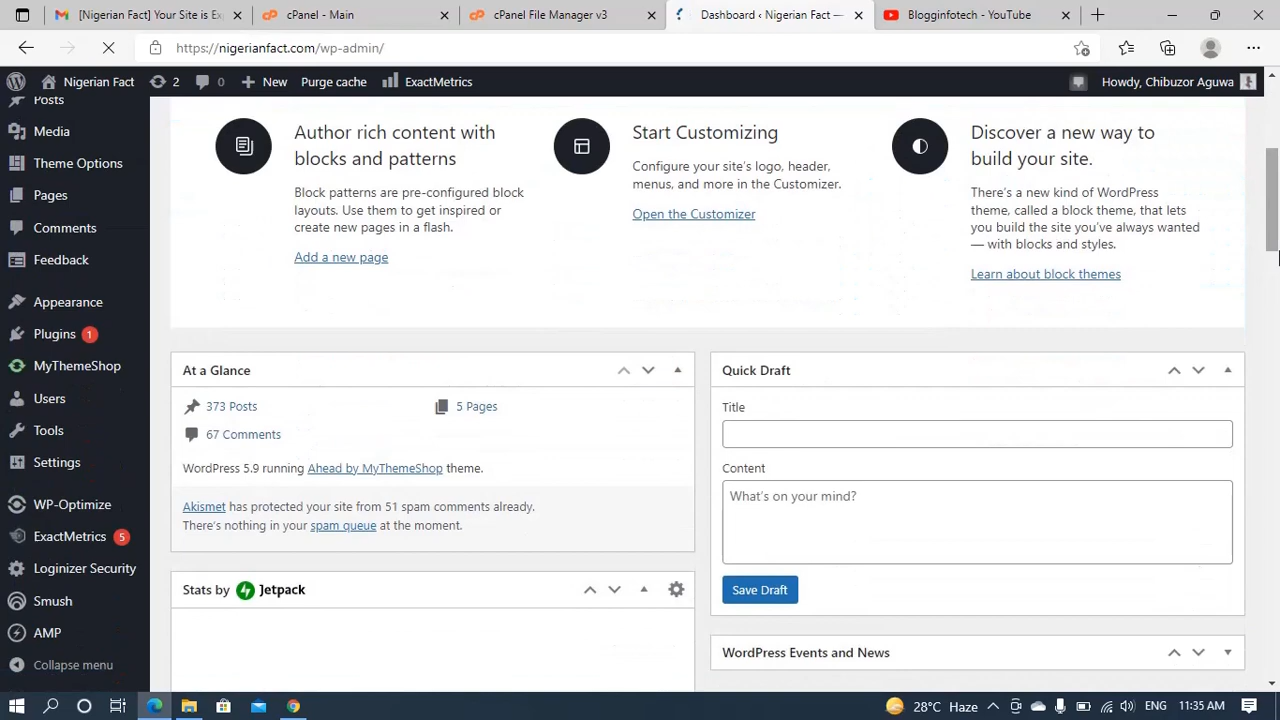 [Nigerian Fact] Your Site is E
cPanel - Main
cPanel File Manager v3
Dashboard ‹ Nigerian Fact —
Blogginfotech - YouTube
https://nigerianfact.com/wp-admin/
Nigerian Fact
2
0
New
Purge cache
ExactMetrics
Howdy, Chibuzor Aguwa
Posts
Media
Theme Options
Pages
Comments
Feedback
Appearance
Plugins 1
MyThemeShop
Users
Tools
Settings
WP-Optimize
ExactMetrics 5
Loginizer Security
Smush
AMP
Collapse menu
Author rich content with
blocks and patterns
Block patterns are pre-configured block
layouts. Use them to get inspired or
create new pages in a flash.
Add a new page
Start Customizing
Configure your site's logo, header,
menus, and more in the Customizer.
Open the Customizer
Discover a new way to
build your site.
There's a new kind of WordPress
theme, called a block theme, that lets
you build the site you've always wanted
— with blocks and styles.
Learn about block themes
At a Glance
373 Posts
5 Pages
67 Comments
WordPress 5.9 running Ahead by MyThemeShop theme.
Akismet has protected your site from 51 spam comments already.
There's nothing in your spam queue at the moment.
Stats by Jetpack
Quick Draft
Title
Content
What's on your mind?
Save Draft
WordPress Events and News
28°C Haze
ENG
11:35 AM